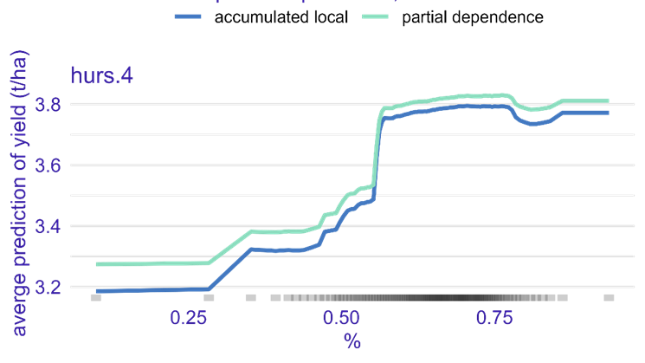 accumulated local partial dependence
hurs.4
averge prediction of yield (t/ha)
3.8
3.6
3.4
3.2
0.25 0.50 0.75
%